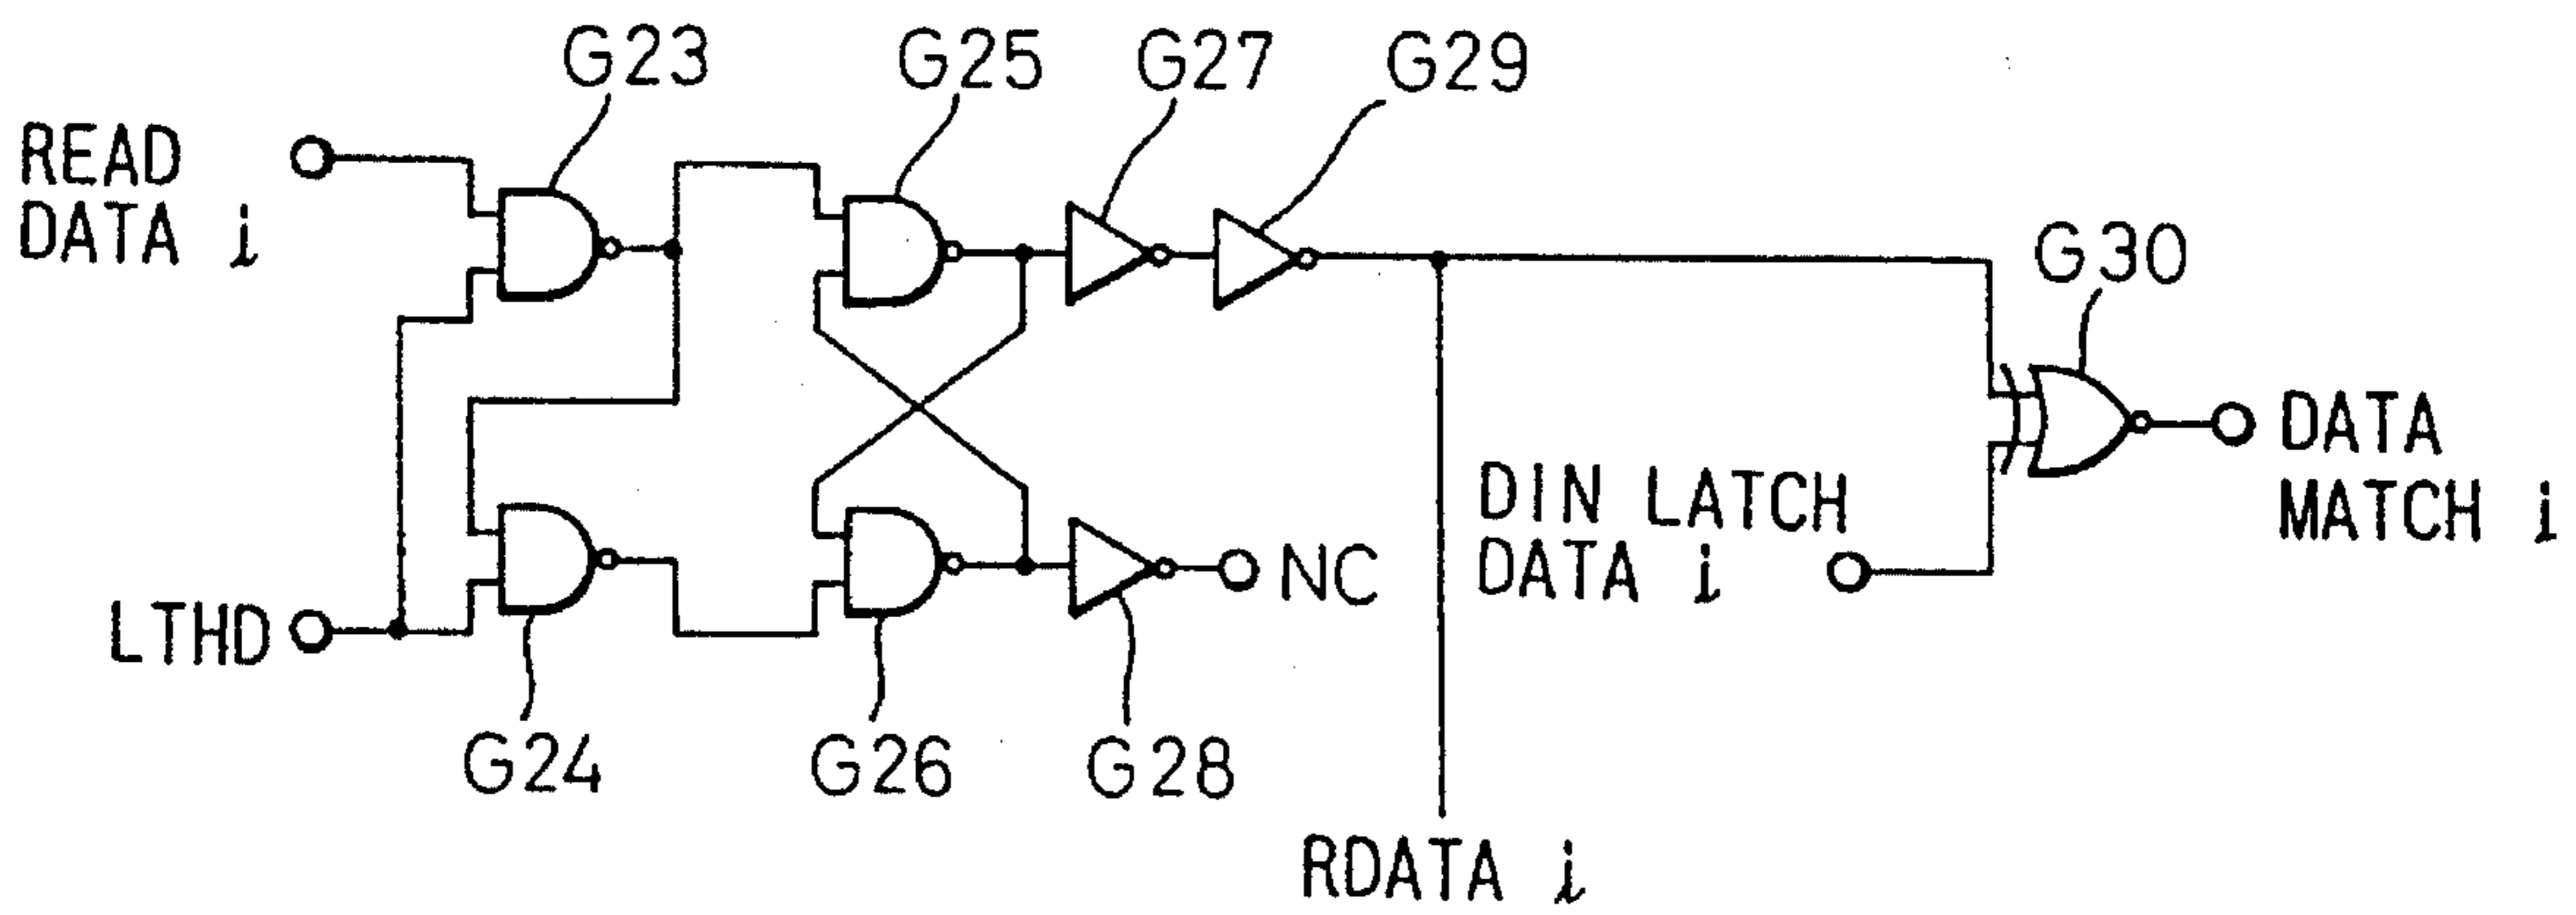 G23
G25
G27
G29
READ
DATA i
G30
DATA
MATCH i
DIN LATCH
DATA i
NC
LTHD
G24
G26
G28
RDATA i